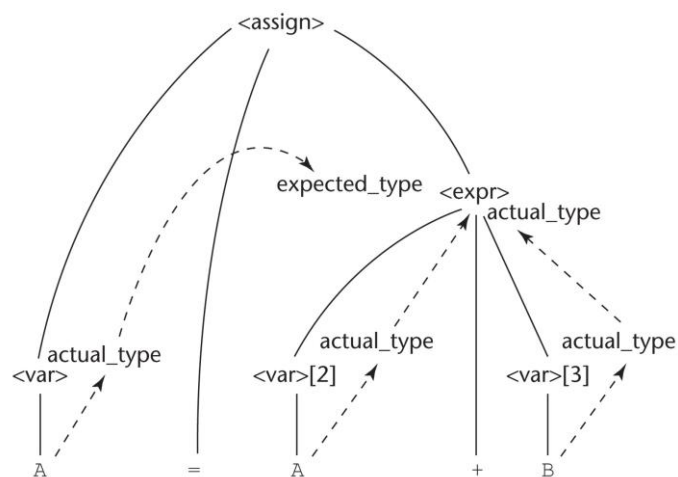 <assign>
expected_type
<expr>
actual_type
actual_type
actual_type
actual_type
<var>
<var>[2]
<var>[3]
A
=
A
+
B